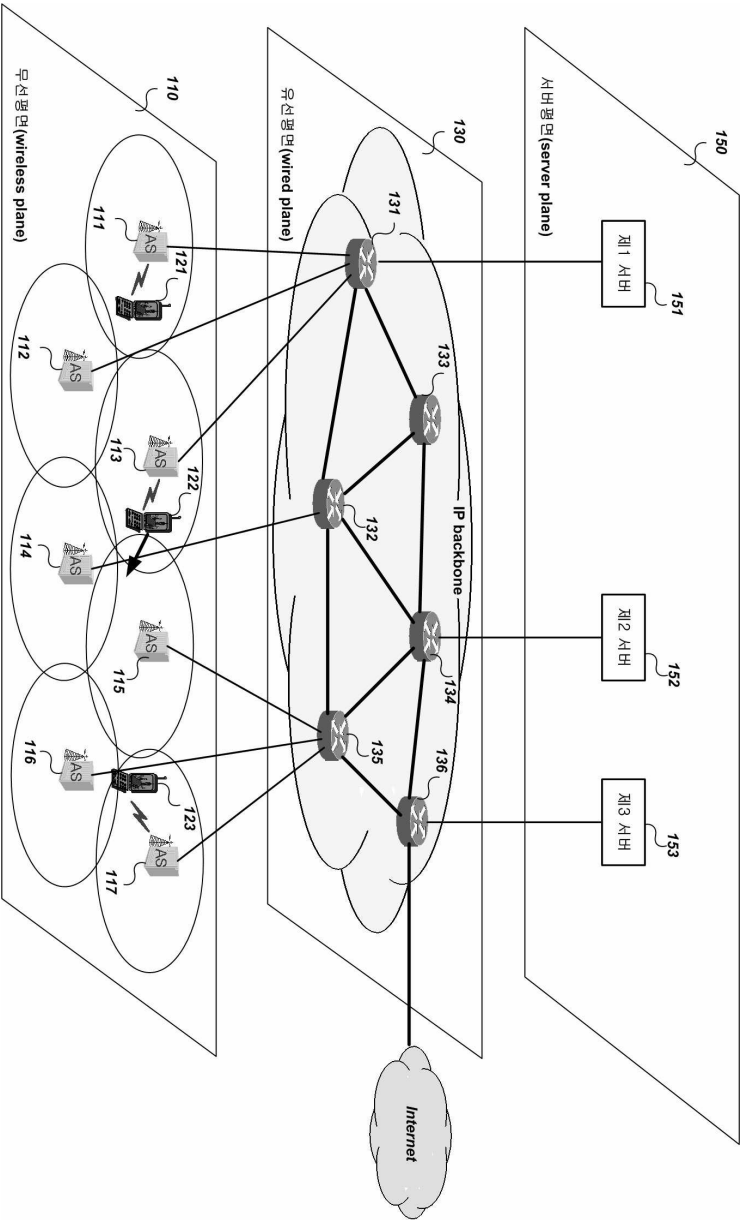 150
서버평면(server plane)
제1 서버
151
제2 서버
152
제3 서버
153
130
유선평면(wired plane)
IP backbone
131
133
132
134
135
136
Internet
110
무선평면(wireless plane)
AS
111
121
AS
112
AS
113
122
AS
114
AS
115
AS
116
123
AS
117